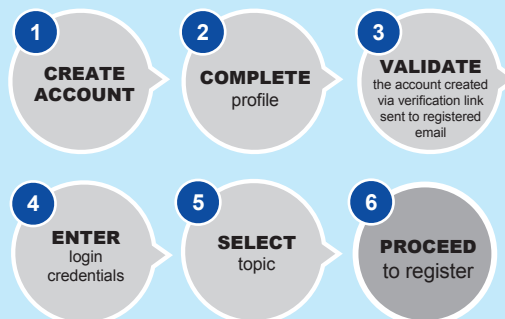 1
CREATE
ACCOUNT
2
COMPLETE
profile
3
VALIDATE
the account created
via verification link
sent to registered
email
4
ENTER
login
credentials
5
SELECT
topic
6
PROCEED
to register